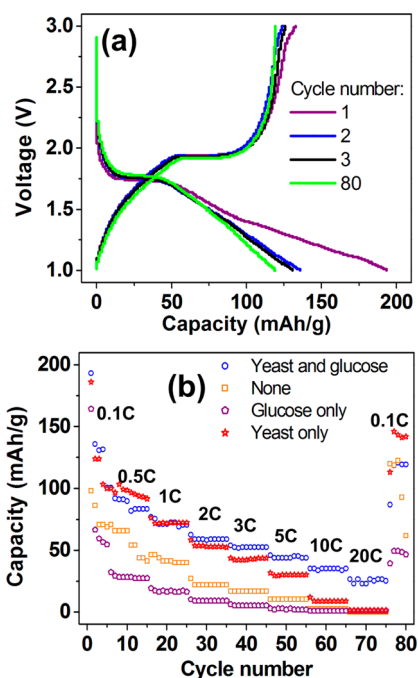 (a)
3.0
2.5
2.0
1.5
1.0
Voltage (V)
Cycle number:
1
2
3
80
0 50 100 150 200
Capacity (mAh/g)
(b)
200
150
100
50
0
Capacity (mAh/g)
Yeast and glucose
None
Glucose only
Yeast only
0.1C
0.5C
1C
2C
3C
5C
10C
20C
0.1C
0 10 20 30 40 50 60 70 80
Cycle number